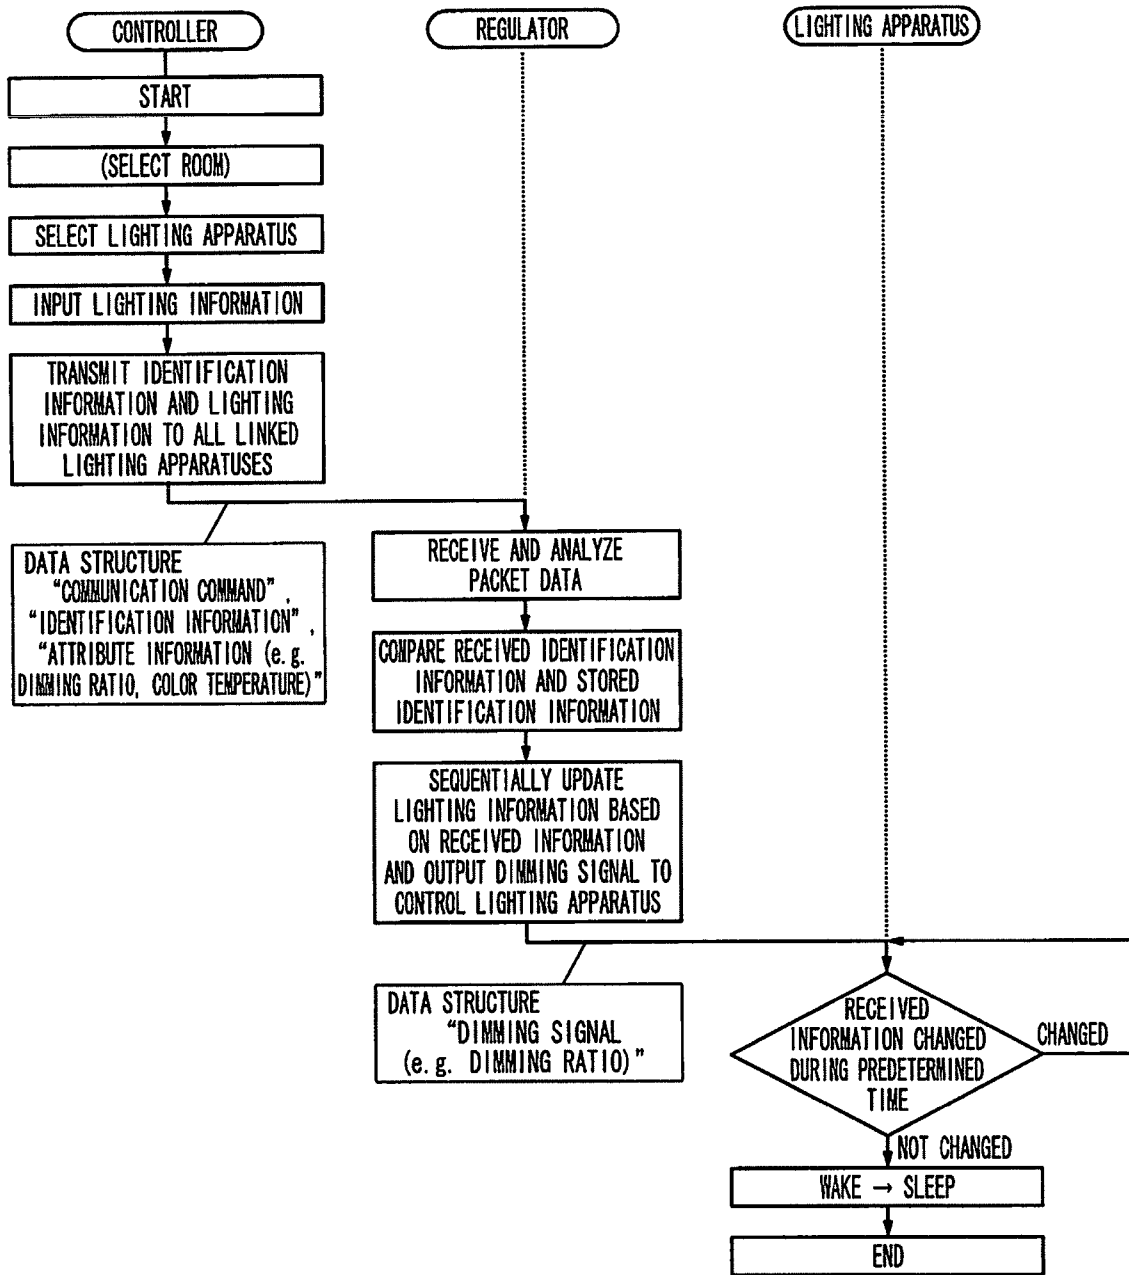 CONTROLLER
REGULATOR
LIGHTING APPARATUS
START
(SELECT ROOM)
SELECT LIGHTING APPARATUS
INPUT LIGHTING INFORMATION
TRANSMIT IDENTIFICATION
INFORMATION AND LIGHTING
INFORMATION TO ALL LINKED
LIGHTING APPARATUSES
DATA STRUCTURE
“COMMUNICATION COMMAND”,
“IDENTIFICATION INFORMATION”,
“ATTRIBUTE INFORMATION (e.g.
DIMMING RATIO, COLOR TEMPERATURE)”
RECEIVE AND ANALYZE
PACKET DATA
COMPARE RECEIVED IDENTIFICATION
INFORMATION AND STORED
IDENTIFICATION INFORMATION
SEQUENTIALLY UPDATE
LIGHTING INFORMATION BASED
ON RECEIVED INFORMATION
AND OUTPUT DIMMING SIGNAL TO
CONTROL LIGHTING APPARATUS
DATA STRUCTURE
“DIMMING SIGNAL
(e.g. DIMMING RATIO)”
RECEIVED
INFORMATION CHANGED
DURING PREDETERMINED
TIME
CHANGED
NOT CHANGED
WAKE → SLEEP
END